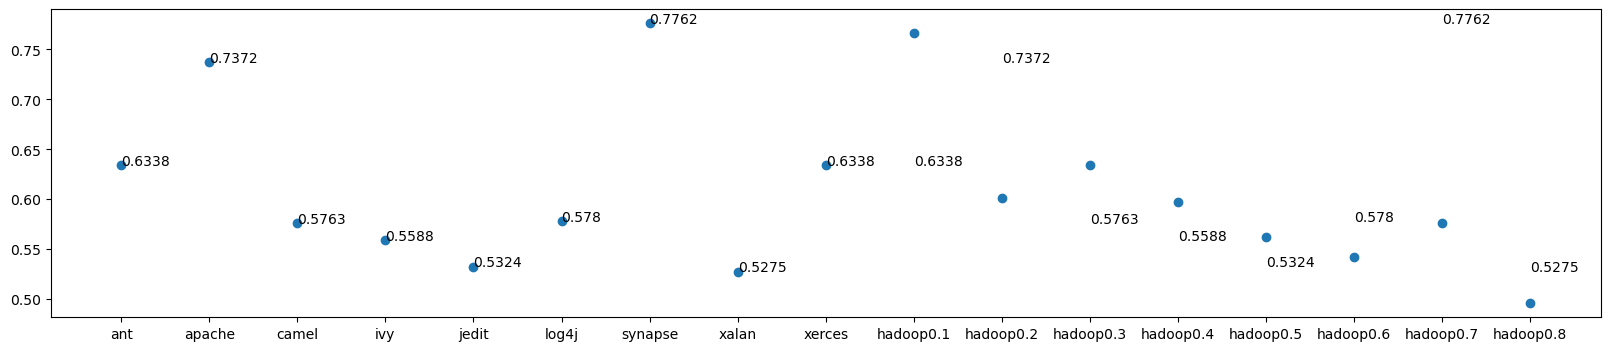 0.7762 0.7762
0.75
0.7372 0.7372
0.70
0.65
0.6338 0.6338 0.6338
0.60
0.5763 0.578 0.5763 0.578
0.5588 0.5588
0.55
0.5324 0.5275 0.5324 0.5275
0.50
ant apache camel ivy jedit log4j synapse xalan xerces hadoop0.1 hadoop0.2 hadoop0.3 hadoop0.4 hadoop0.5 hadoop0.6 hadoop0.7 hadoop0.8